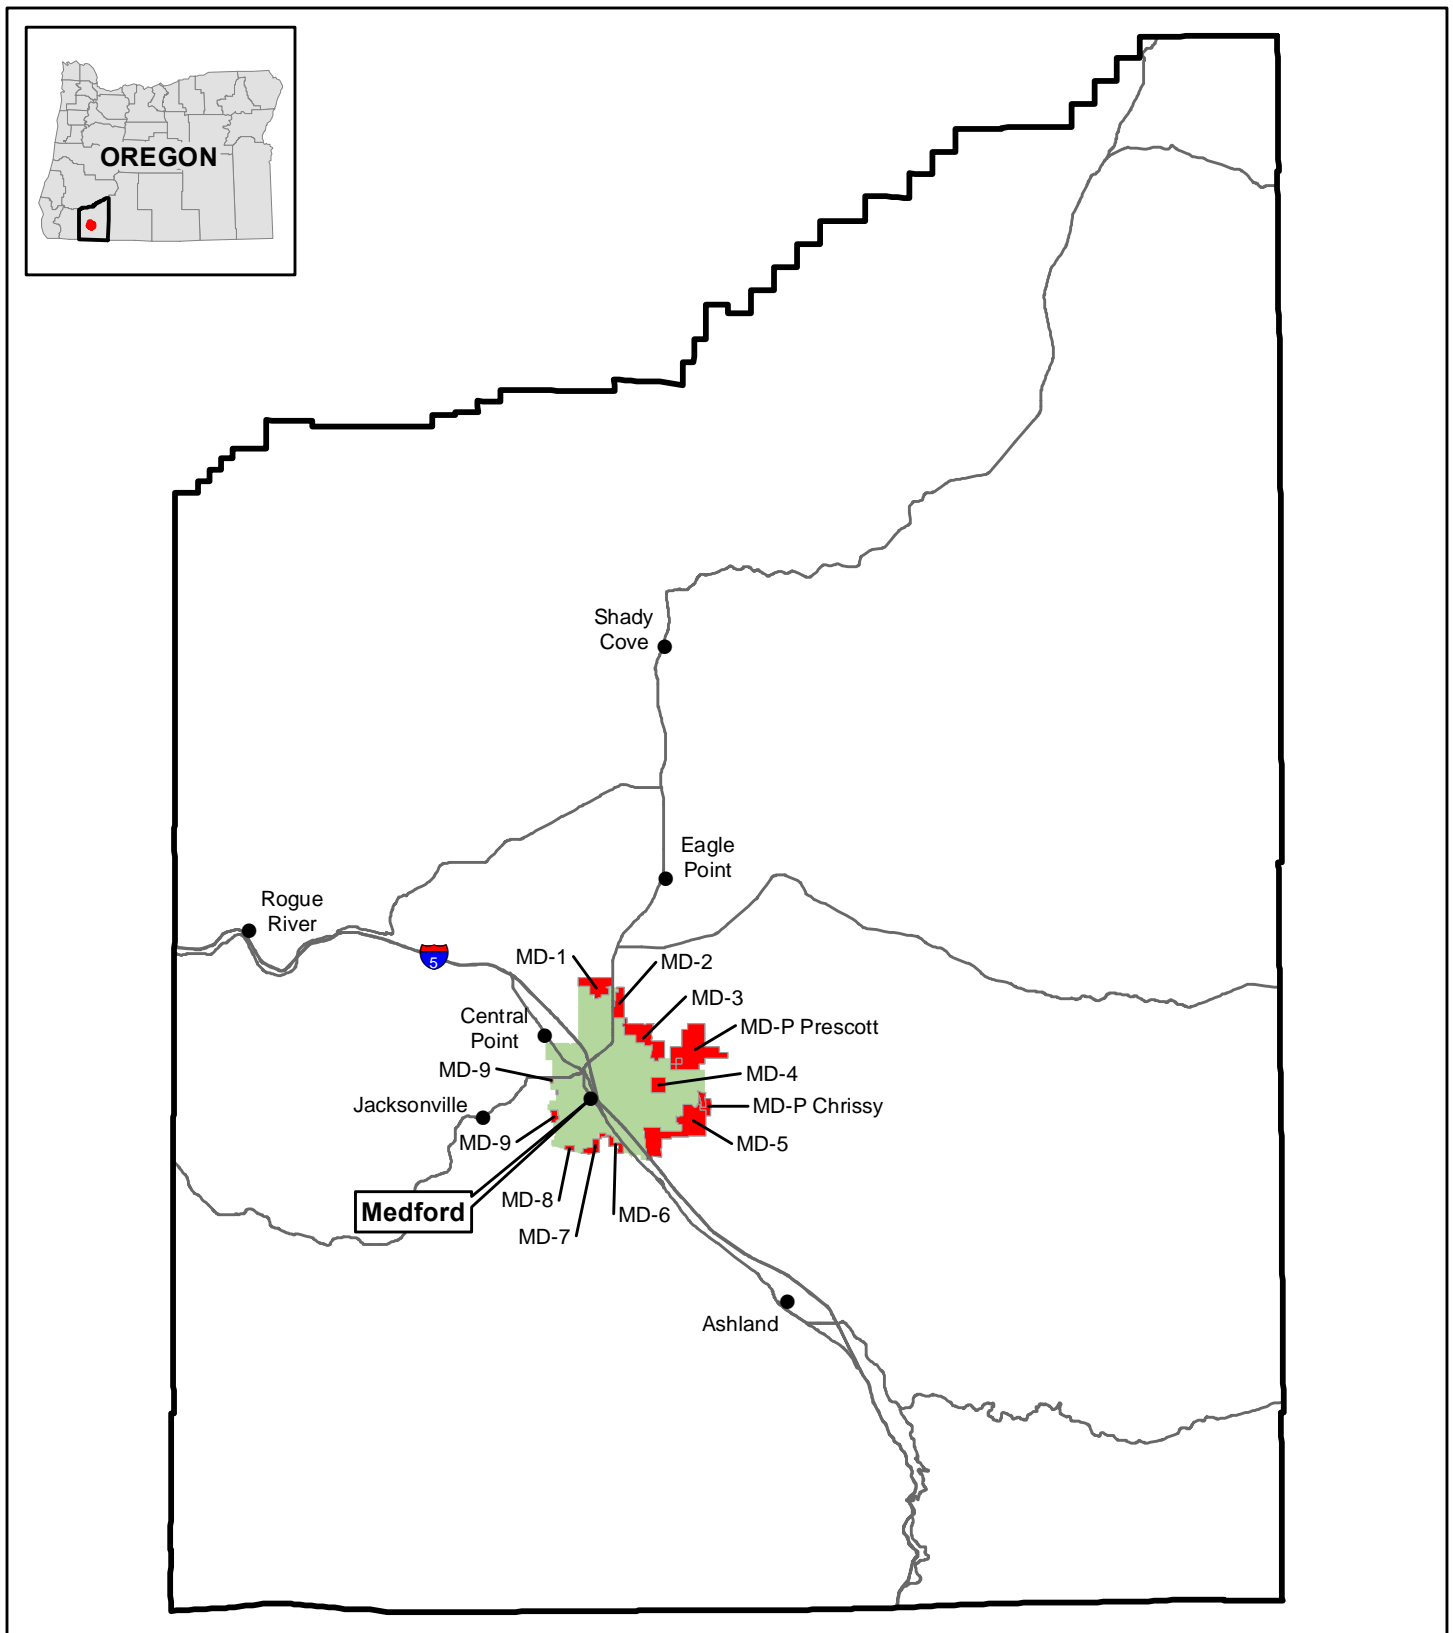 OREGON
Shady
Cove
Eagle
Point
Rogue
River
5
MD-1
MD-2
MD-3
Central
Point
MD-P Prescott
MD-9
MD-4
Jacksonville
MD-P Chrissy
MD-9
MD-5
MD-8
Medford
MD-6
MD-7
Ashland